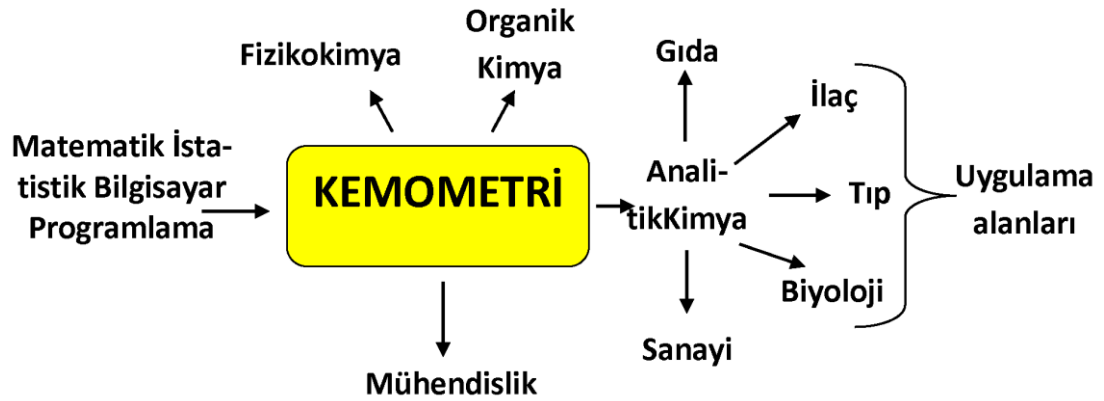 Organik
Kimya
Fizikokimya
Gıda
İlaç
Matematik İsta-
tistik Bilgisayar
Programlama
KEMOMETRİ
Anali-
tikKimya
Tıp
Uygulama
alanları
Biyoloji
Sanayi
Mühendislik